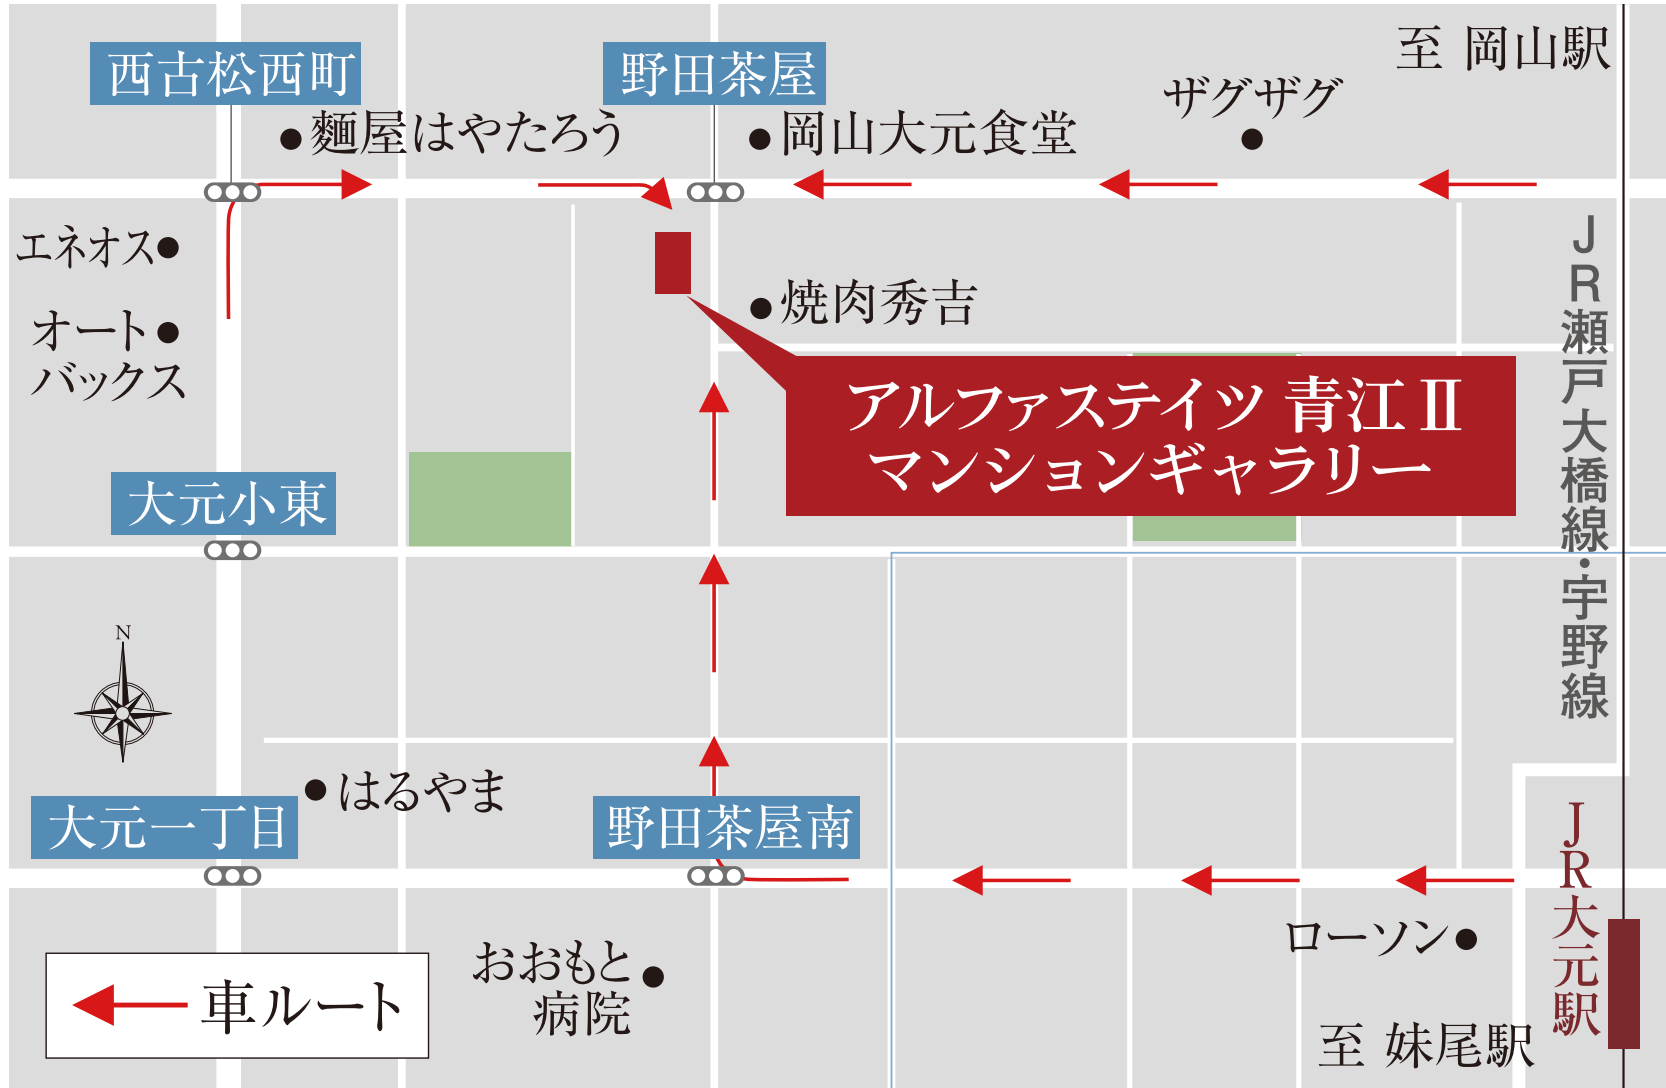 至 岡山駅
西古松西町
野田茶屋
ザグザグ
麺屋はやたろう
岡山大元食堂
エネオス
オート
バックス
焼肉秀吉
JR瀬戸大橋線・宇野線
アルファステイツ 青江Ⅱ
マンションギャラリー
大元小東
N
はるやま
大元一丁目
野田茶屋南
JR大元駅
ローソン
おおもと
病院
車ルート
至 妹尾駅